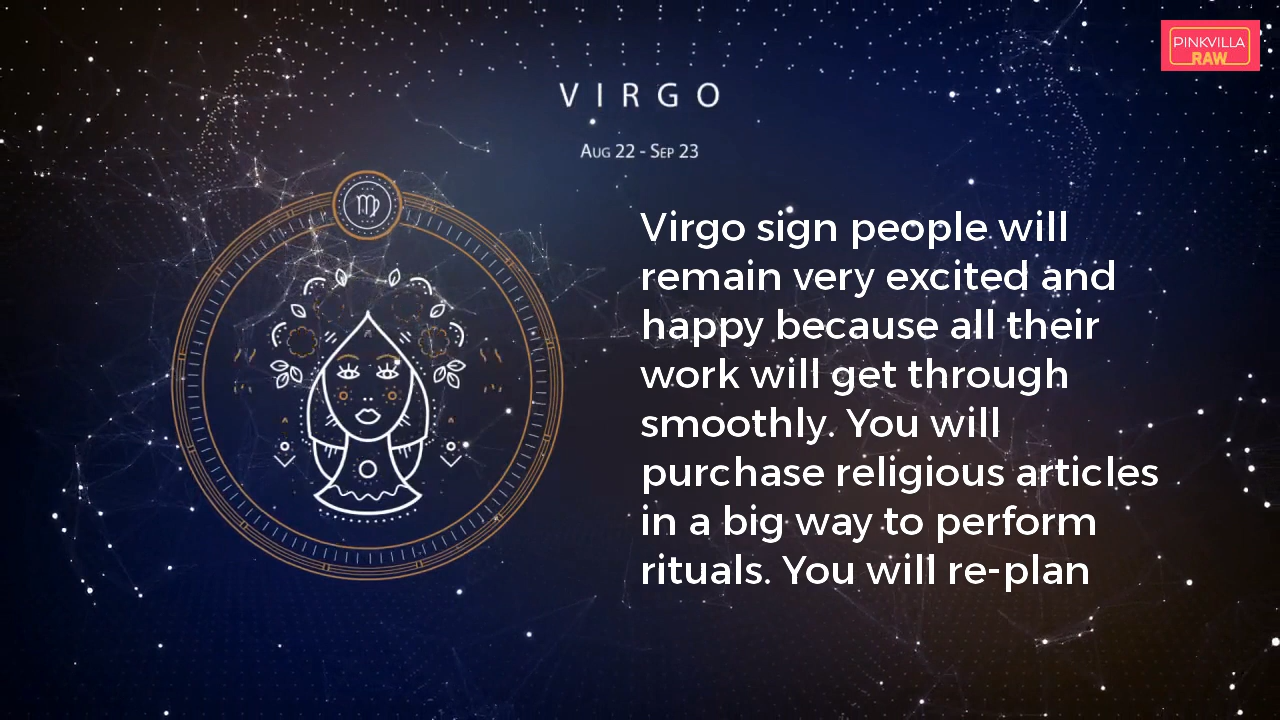 PINKVILLA
RAW
VIRGO
Aug 22 - Sep 23
Virgo sign people will
remain very excited and
happy because all their
work will get through
smoothly. You will
purchase religious articles
in a big way to perform
rituals. You will re-plan